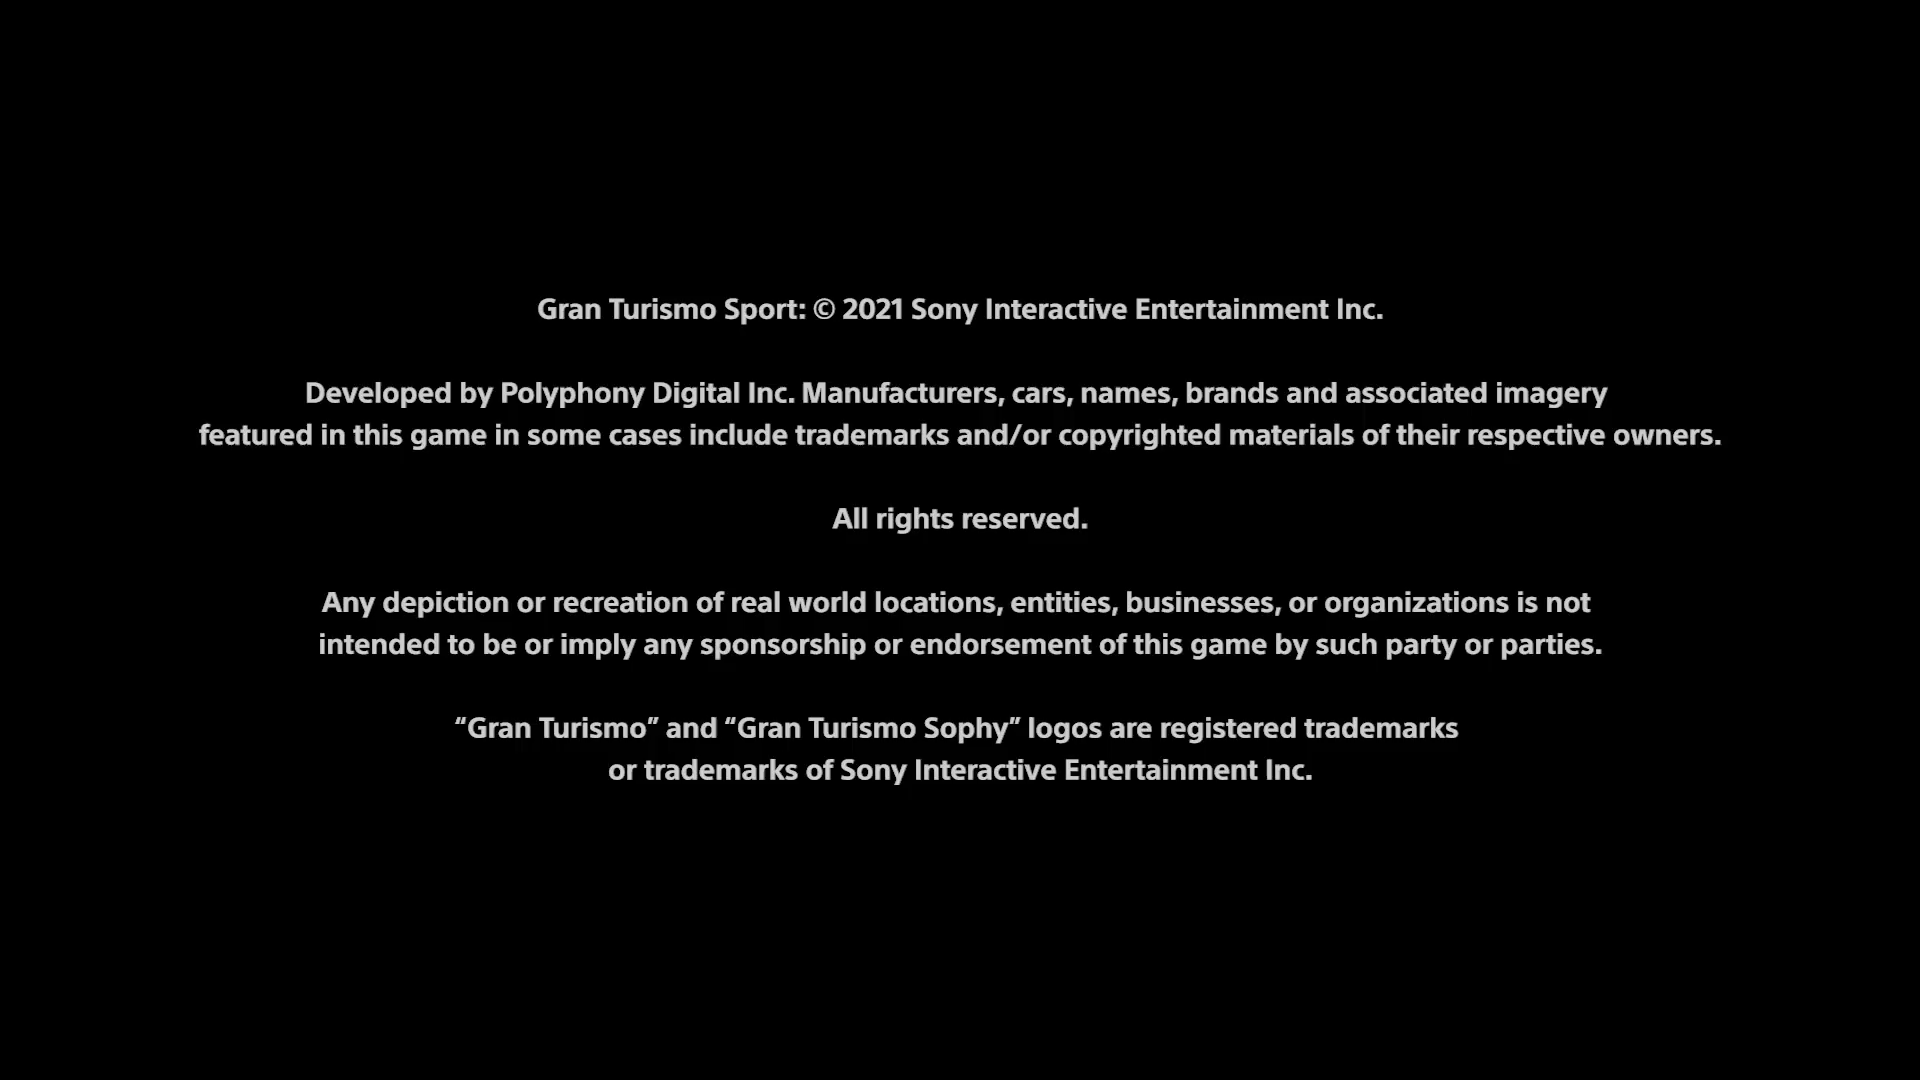 Gran Turismo Sport: © 2021 Sony Interactive Entertainment Inc.
Developed by Polyphony Digital Inc. Manufacturers, cars, names, brands and associated imagery
featured in this game in some cases include trademarks and/or copyrighted materials of their respective owners.
All rights reserved.
Any depiction or recreation of real world locations, entities, businesses, or organizations is not
intended to be or imply any sponsorship or endorsement of this game by such party or parties.
“Gran Turismo” and “Gran Turismo Sophy” logos are registered trademarks
or trademarks of Sony Interactive Entertainment Inc.